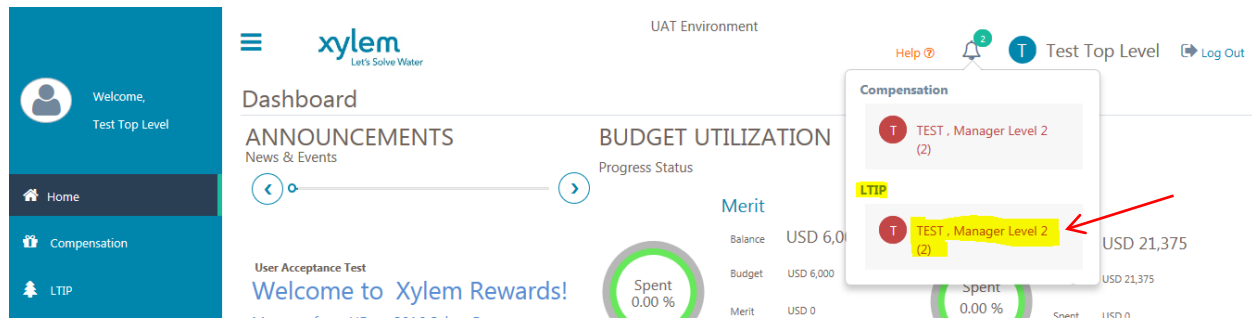 UAT Environment
xylem
Let's Solve Water
Help ?
2
T
Test Top Level
Log Out
Welcome,
Test Top Level
Home
Compensation
LTIP
Dashboard
ANNOUNCEMENTS
News & Events
User Acceptance Test
Welcome to Xylem Rewards!
BUDGET UTILIZATION
Progress Status
Merit
Spent
0.00 %
Balance USD 6,0
Budget USD 6,000
Merit USD 0
Compensation
T
TEST , Manager Level 2
(2)
LTIP
T
TEST , Manager Level 2
(2)
USD 21,375
USD 21,375
Spent
0.00 %
Spent USD 0